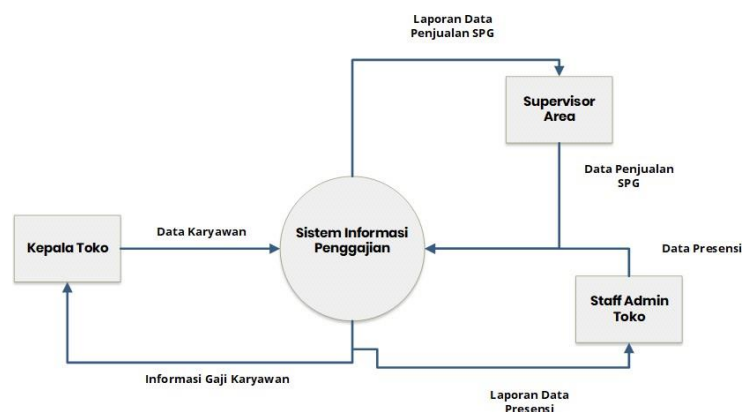 Laporan Data
Penjualan SPG
Supervisor
Area
Data Penjualan
SPG
Kepala Toko
Data Karyawan
Sistem Informasi
Penggajian
Data Presensi
Staff Admin
Toko
Informasi Gaji Karyawan
Laporan Data
Presensi